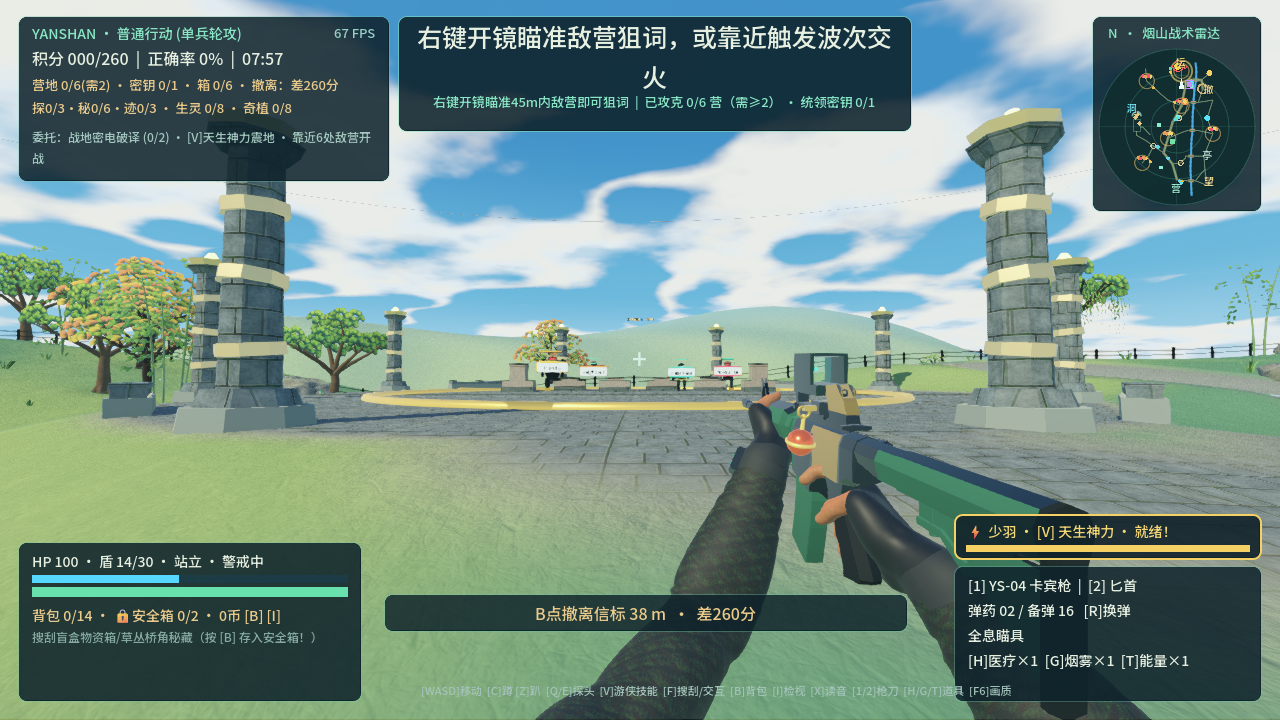 YANSHAN • 普通行动 (单兵轮攻) 67 FPS
积分 000/260 | 正确率 0% | 07:57
营地 0/6(需2) • 密钥 0/1 • 箱 0/6 • 撤离：差260分
探0/3 • 秘0/6 • 迹0/3 • 生灵 0/8 • 奇植 0/8
委托：战地密电破译 (0/2) • [V]天生神力震地 • 靠近6处敌营开
战
右键开镜瞄准敌营狙词，或靠近触发波次交
火
右键开镜瞄准45m内敌营即可狙词 | 已攻克 0/6 营（需≥2） • 统领密钥 0/1
N • 烟山战术雷达
坛
撤
洞
亭
望
营
HP 100 • 盾 14/30 • 站立 • 警戒中
背包 0/14 • 安全箱 0/2 • 0币 [B] [I]
搜刮盲盒物资箱/草丛桥角秘藏（按 [B] 存入安全箱！）
B点撤离信标 38 m • 差260分
少羽 • [V] 天生神力 • 就绪!
[1] YS-04 卡宾枪 | [2] 匕首
弹药 02 / 备弹 16 [R]换弹
全息瞄具
[H]医疗×1 [G]烟雾×1 [T]能量×1
[WASD]移动 [C]蹲 [Z]趴 [Q/E]探头 [V]游侠技能 [F]搜刮/交互 [B]背包 [I]检视 [X]读音 [1/2]枪刀 [H/G/T]道具 [F6]画质